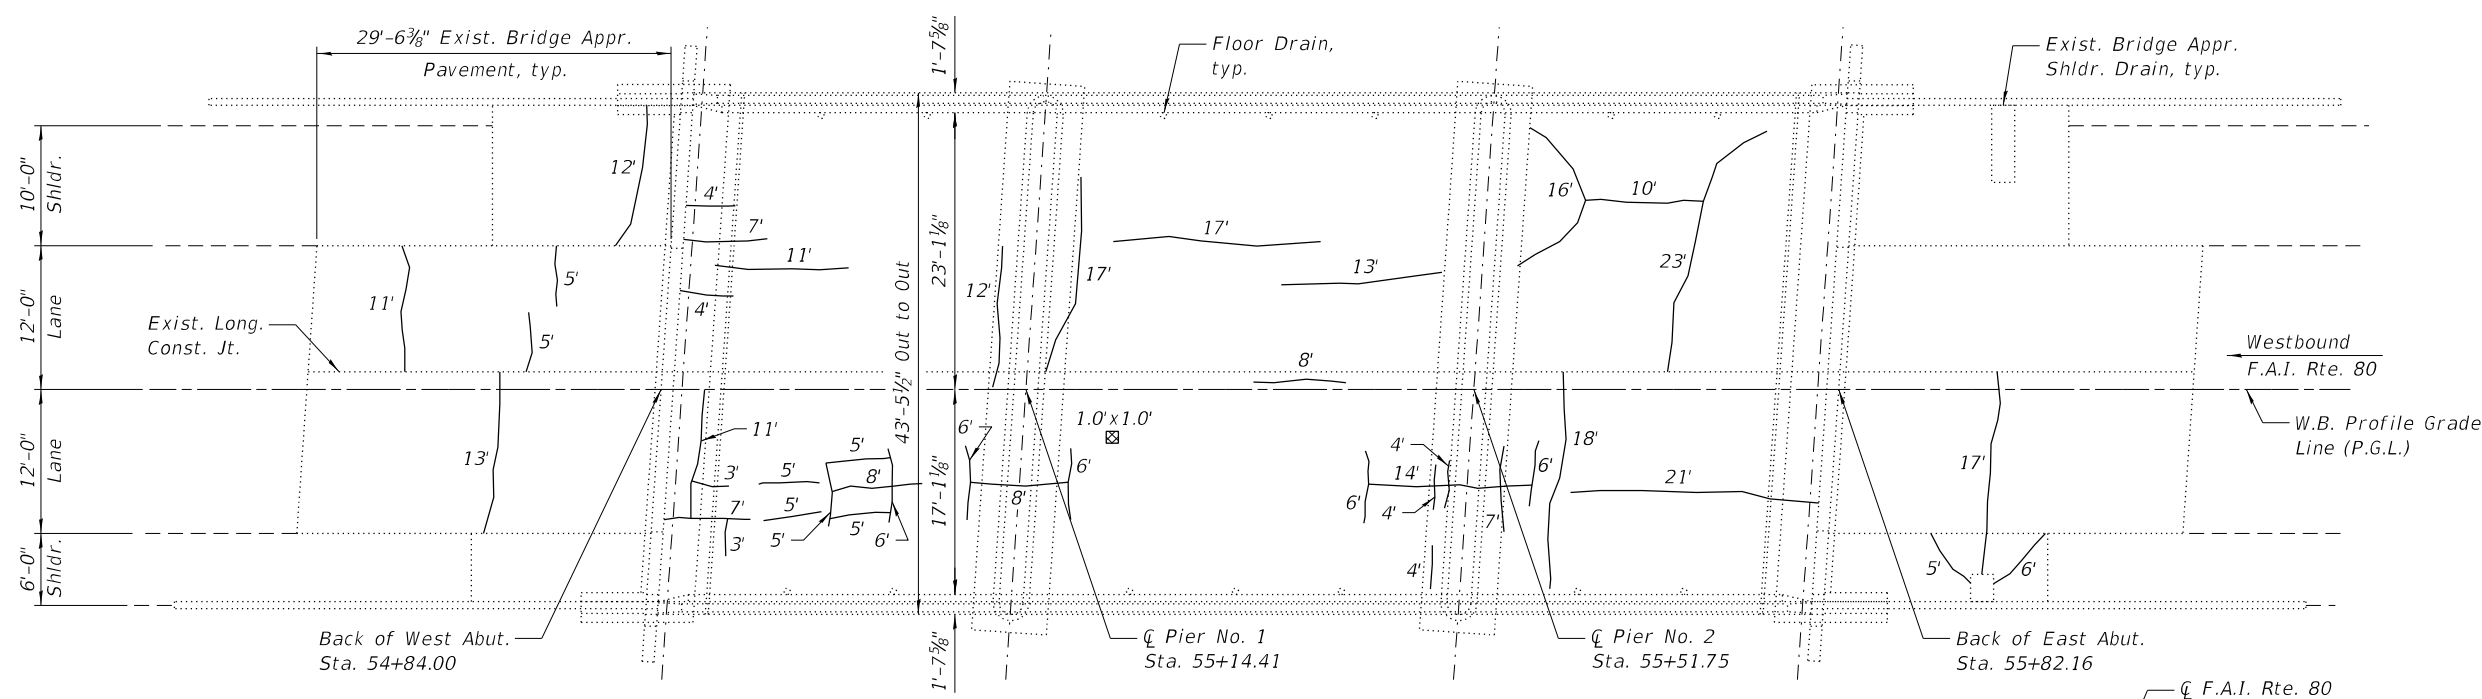 29'-6⅜" Exist. Bridge Appr.
Pavement, typ.
1'-7⅝"
Floor Drain,
typ.
Exist. Bridge Appr.
Shldr. Drain, typ.
10'-0"
Shldr.
12'-0"
Lane
12'-0"
Lane
6'-0"
Shldr.
Exist. Long.
Const. Jt.
12'
11'
5'
5'
13'
4'
7'
11'
4'
43'-5½" Out to Out
23'-1⅛"
17'-1⅛"
1'-7⅝"
12'
17'
17'
13'
8'
16'
10'
23'
Westbound
F.A.I. Rte. 80
W.B. Profile Grade
Line (P.G.L.)
11'
3'
7'
3'
5'
5'
5'
8'
5'
5'
6'
6'
1.0'x1.0'
6'
8'
4'
14'
6'
4'
7'
6'
4'
18'
21'
17'
5'
6'
Back of West Abut.
Sta. 54+84.00
℄ Pier No. 1
Sta. 55+14.41
℄ Pier No. 2
Sta. 55+51.75
Back of East Abut.
Sta. 55+82.16
℄ F.A.I. Rte. 80